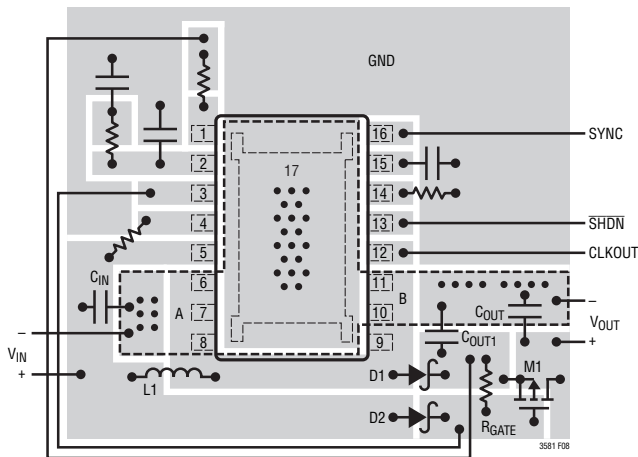 GND
1
16
SYNC
2
15
17
3
14
4
13
SHDN
5
12
CLKOUT
CIN
6
11
A
B
7
10
COUT
8
9
COUT1
–
–
VIN
VOUT
+
+
L1
D1
M1
D2
RGATE
3581 F08